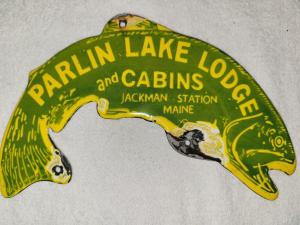 PARLIN LAKE LODGE
and CABINS
JACKMAN STATION
MAINE